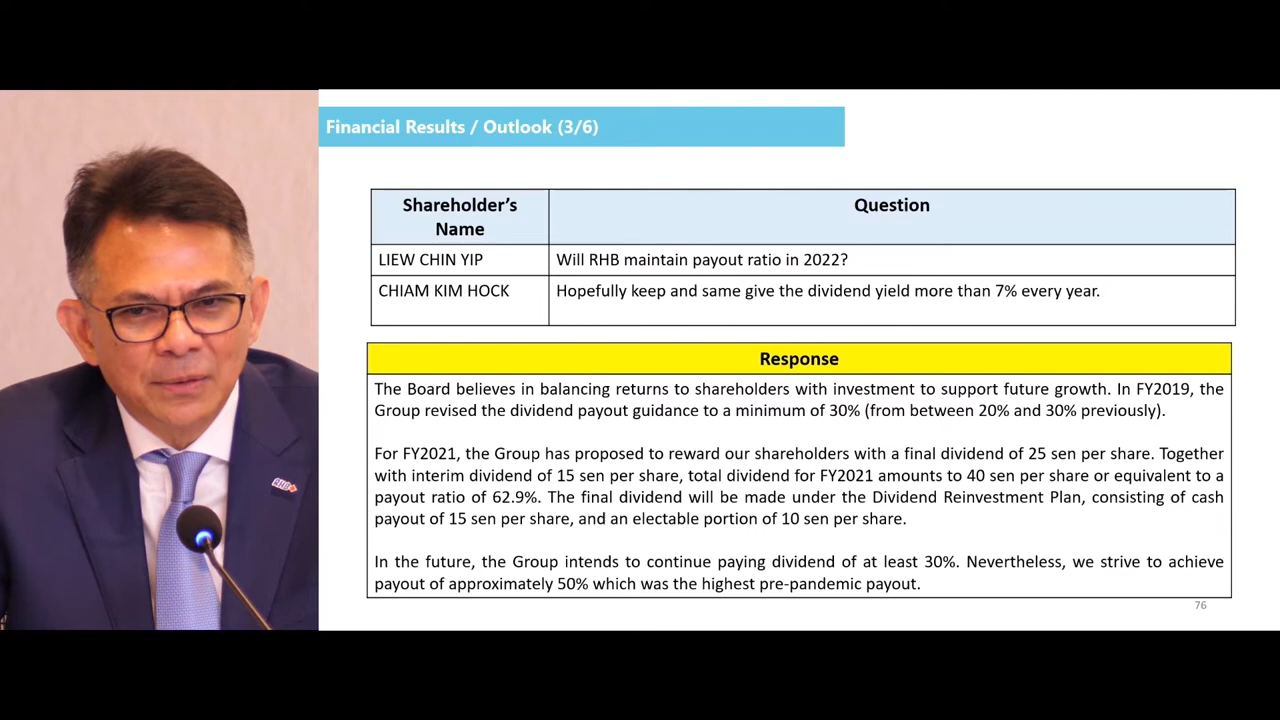 Financial Results / Outlook (3/6)
Shareholder’s
Name
Question
LIEW CHIN YIP
Will RHB maintain payout ratio in 2022?
CHIAM KIM HOCK
Hopefully keep and same give the dividend yield more than 7% every year.
Response
The Board believes in balancing returns to shareholders with investment to support future growth. In FY2019, the
Group revised the dividend payout guidance to a minimum of 30% (from between 20% and 30% previously).
For FY2021, the Group has proposed to reward our shareholders with a final dividend of 25 sen per share. Together
with interim dividend of 15 sen per share, total dividend for FY2021 amounts to 40 sen per share or equivalent to a
payout ratio of 62.9%. The final dividend will be made under the Dividend Reinvestment Plan, consisting of cash
payout of 15 sen per share, and an electable portion of 10 sen per share.
In the future, the Group intends to continue paying dividend of at least 30%. Nevertheless, we strive to achieve
payout of approximately 50% which was the highest pre-pandemic payout.
76
RHB